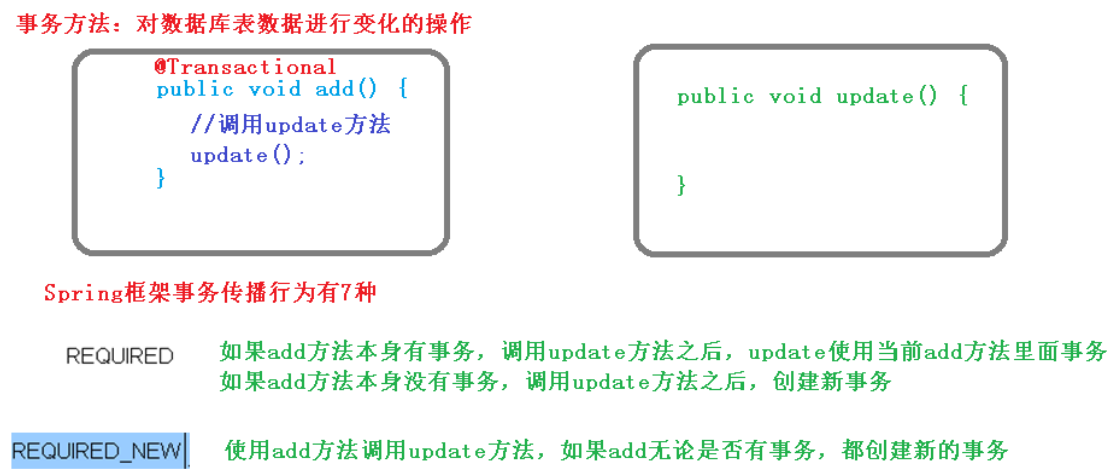 事务方法：对数据库表数据进行变化的操作
@Transactional
public void add() {
//调用update方法
update();
}
public void update() {
}
Spring框架事务传播行为有7种
REQUIRED
如果add方法本身有事务，调用update方法之后，update使用当前add方法里面事务
如果add方法本身没有事务，调用update方法之后，创建新事务
REQUIRED_NEW
使用add方法调用update方法，如果add无论是否有事务，都创建新的事务